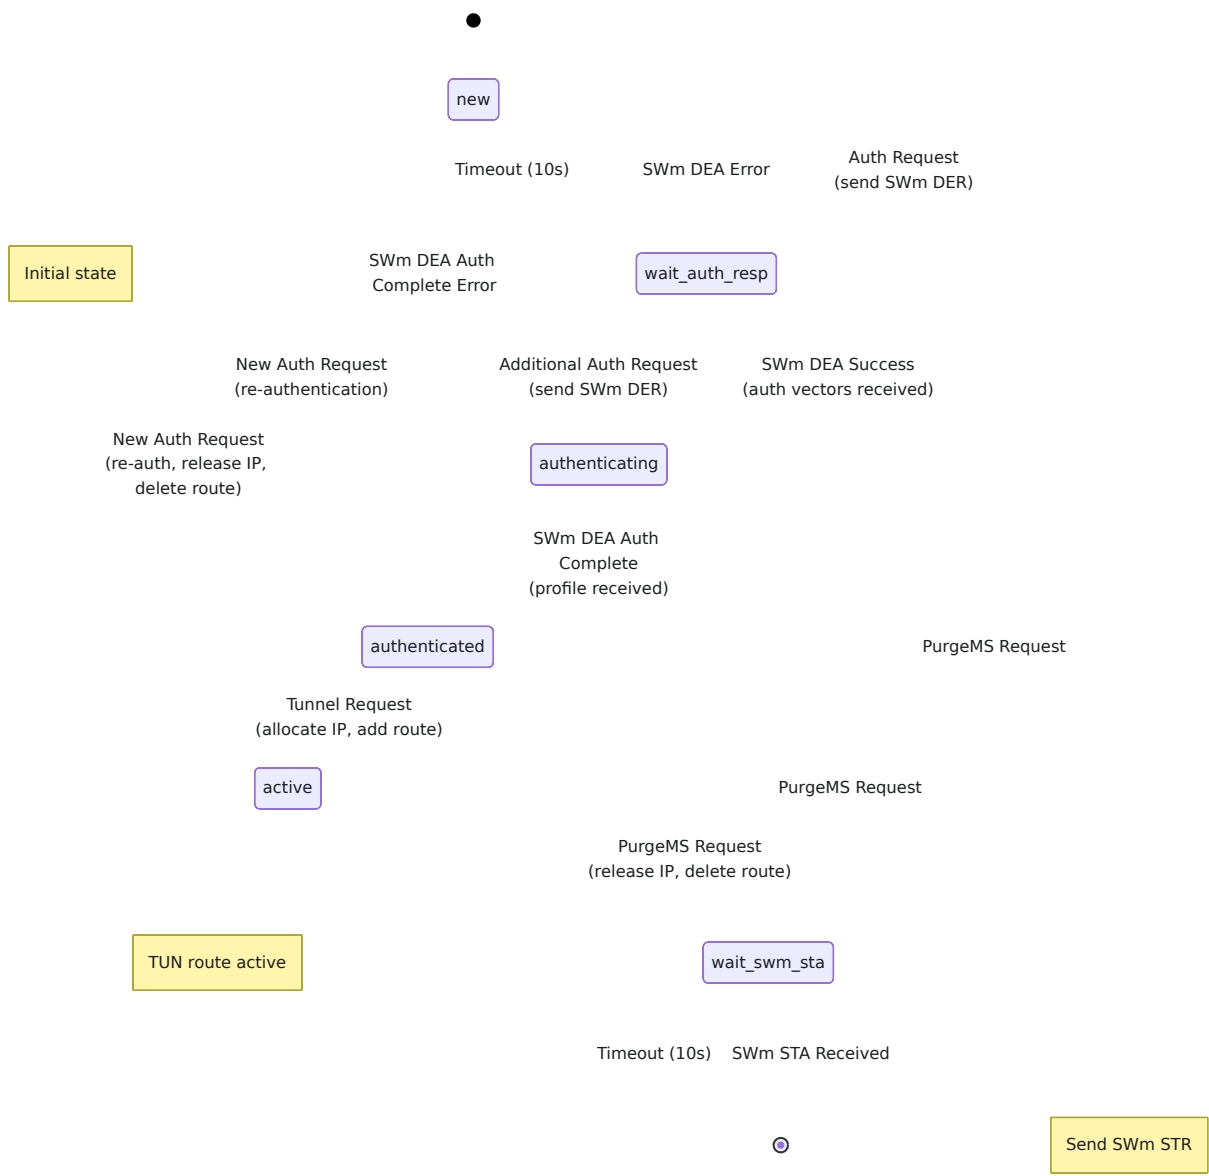 new
Timeout (10s)
SWm DEA Error
Auth Request
(send SWm DER)
Initial state
SWm DEA Auth
Complete Error
wait_auth_resp
New Auth Request
(re-authentication)
Additional Auth Request
(send SWm DER)
SWm DEA Success
(auth vectors received)
New Auth Request
(re-auth, release IP,
delete route)
authenticating
SWm DEA Auth
Complete
(profile received)
authenticated
PurgeMS Request
Tunnel Request
(allocate IP, add route)
active
PurgeMS Request
PurgeMS Request
(release IP, delete route)
TUN route active
wait_swm_sta
Timeout (10s)
SWm STA Received
Send SWm STR